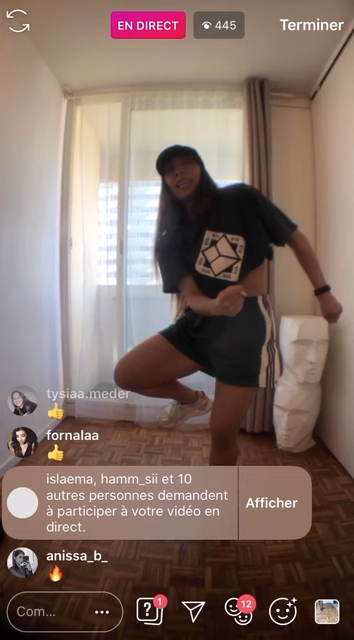 EN DIRECT
445
Terminer
tysiaa.meder
fornalaa
islaema, hamm_sii et 10
autres personnes demandent
à participer à votre vidéo en
direct.
Afficher
anissa_b_
Com...
1
12